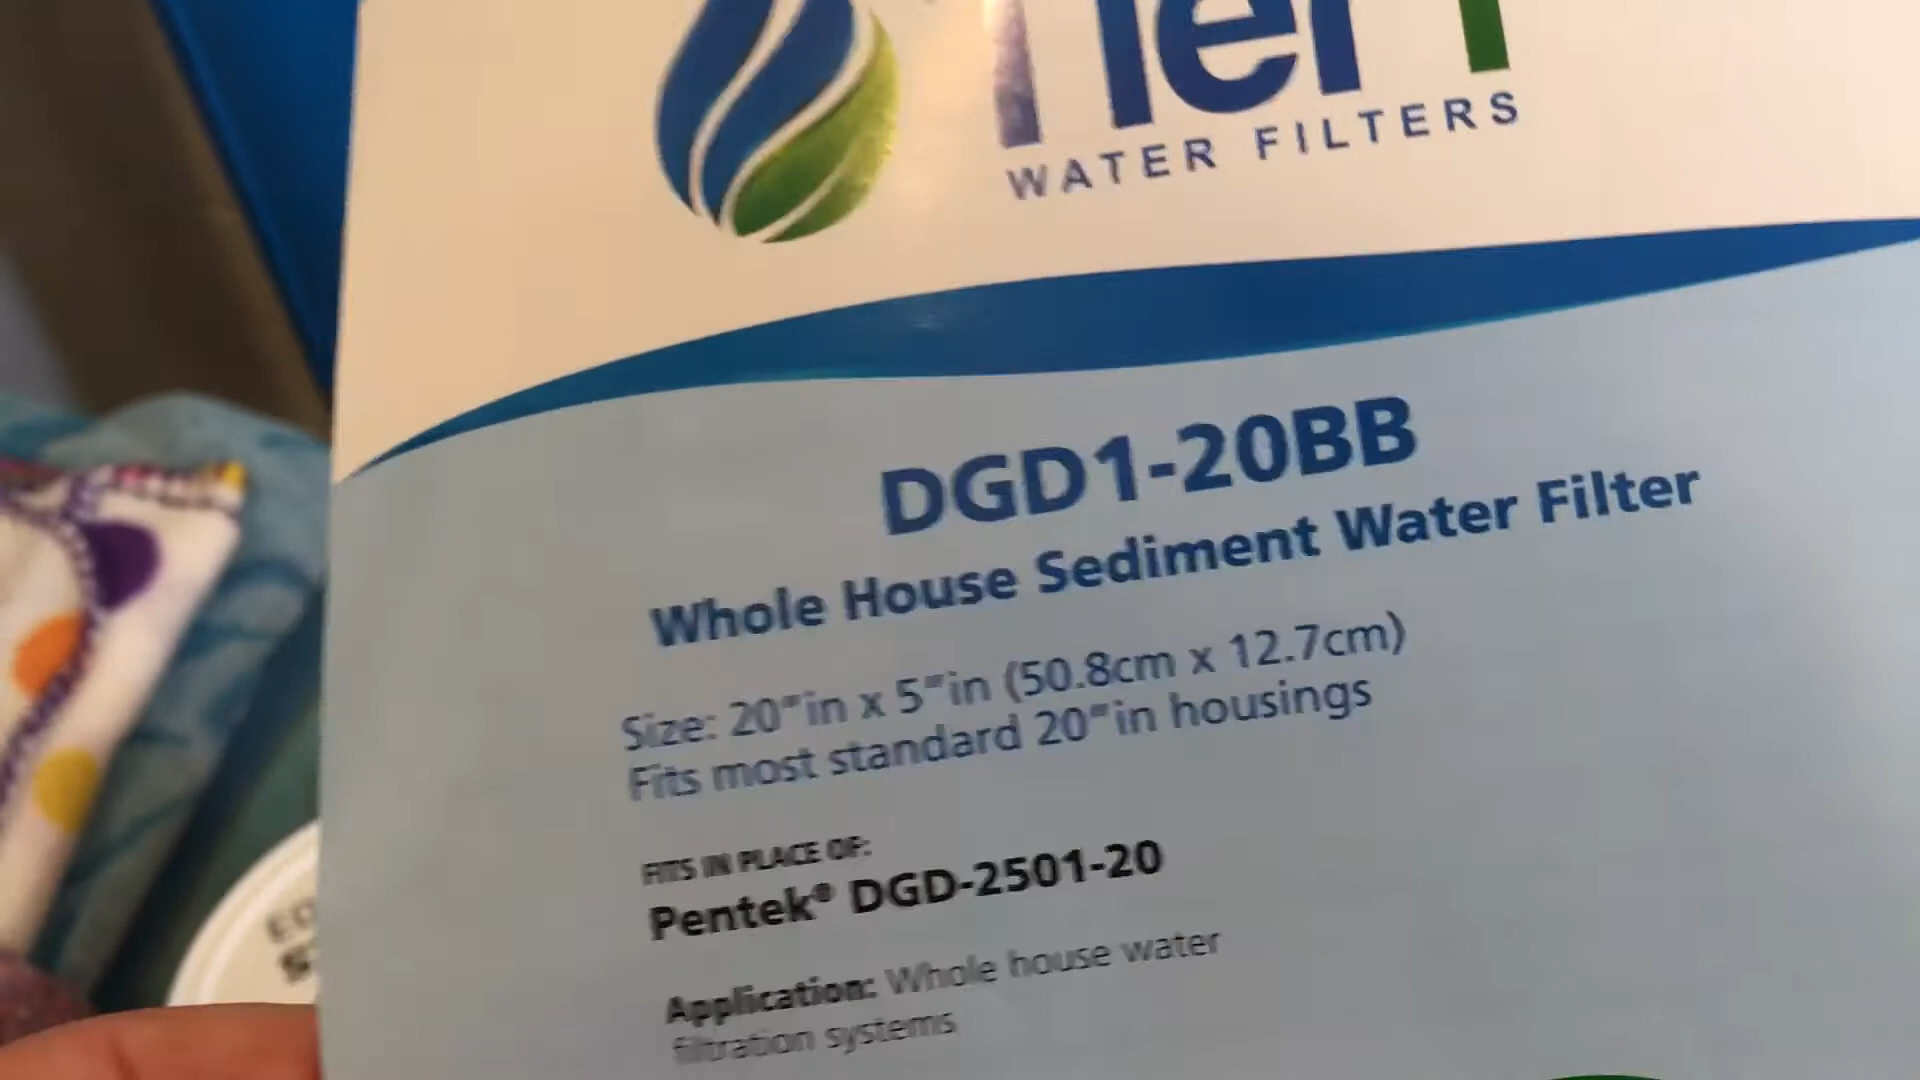 Tier1
WATER FILTERS
DGD1-20BB
Whole House Sediment Water Filter
Size: 20"in x 5"in (50.8cm x 12.7cm)
Fits most standard 20"in housings
FITS IN PLACE OF:
Pentek® DGD-2501-20
Application: Whole house water
filtration systems